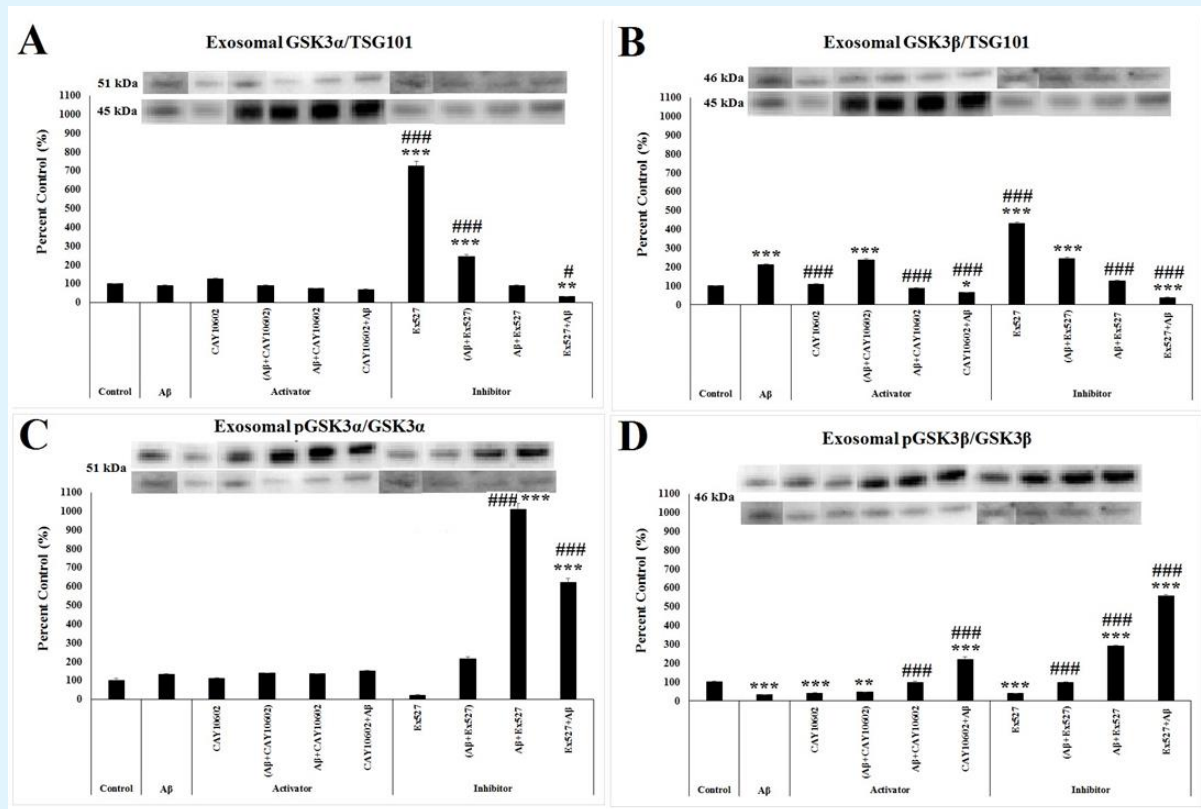 A
Exosomal GSK3α/TSG101
51 kDa
45 kDa
1100
1000
900
800
700
600
500
400
300
200
100
0
Percent Control (%)
###
***
###
***
#
**
CAY10602
(Aβ+CAY10602)
Aβ+CAY10602
CAY10602+Aβ
Ex527
(Aβ+Ex527)
Aβ+Ex527
Ex527+Aβ
Control
Aβ
Activator
Inhibitor
B
Exosomal GSK3β/TSG101
46 kDa
45 kDa
1100
1000
900
800
700
600
500
400
300
200
100
0
Percent Control (%)
***
###
***
###
###
*
###
***
***
###
###
***
CAY10602
(Aβ+CAY10602)
Aβ+CAY10602
CAY10602+Aβ
Ex527
(Aβ+Ex527)
Aβ+Ex527
Ex527+Aβ
Control
Aβ
Activator
Inhibitor
C
Exosomal pGSK3α/GSK3α
51 kDa
1100
1000
900
800
700
600
500
400
300
200
100
0
Percent Control (%)
### ***
###
***
CAY10602
(Aβ+CAY10602)
Aβ+CAY10602
CAY10602+Aβ
Ex527
(Aβ+Ex527)
Aβ+Ex527
Ex527+Aβ
Control
Aβ
Activator
Inhibitor
D
Exosomal pGSK3β/GSK3β
46 kDa
1100
1000
900
800
700
600
500
400
300
200
100
0
Percent Control (%)
***
***
**
###
###
***
***
###
###
***
###
***
CAY10602
(Aβ+CAY10602)
Aβ+CAY10602
CAY10602+Aβ
Ex527
(Aβ+Ex527)
Aβ+Ex527
Ex527+Aβ
Control
Aβ
Activator
Inhibitor